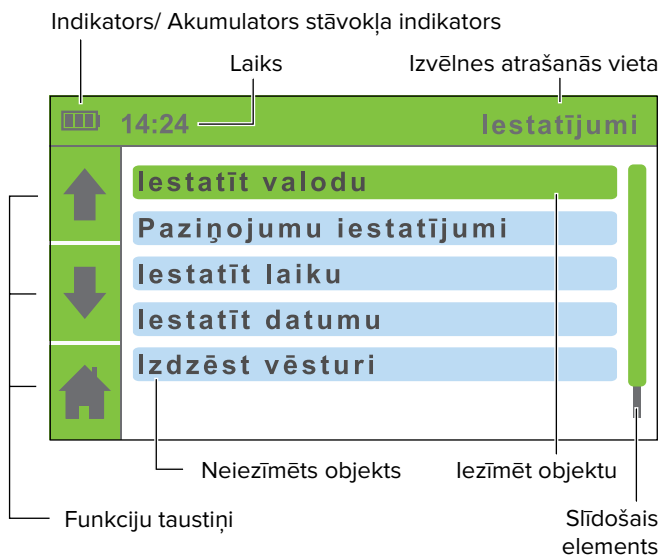 Indikators/ Akumulators stāvokļa indikators
Laiks
Izvēlnes atrašanās vieta
14:24
Iestatījumi
Iestatīt valodu
Paziņojumu iestatījumi
Iestatīt laiku
Iestatīt datumu
Izdzēst vēsturi
Neiezīmēts objekts
Iezīmēt objektu
Funkciju taustiņi
Slīdošais
elements